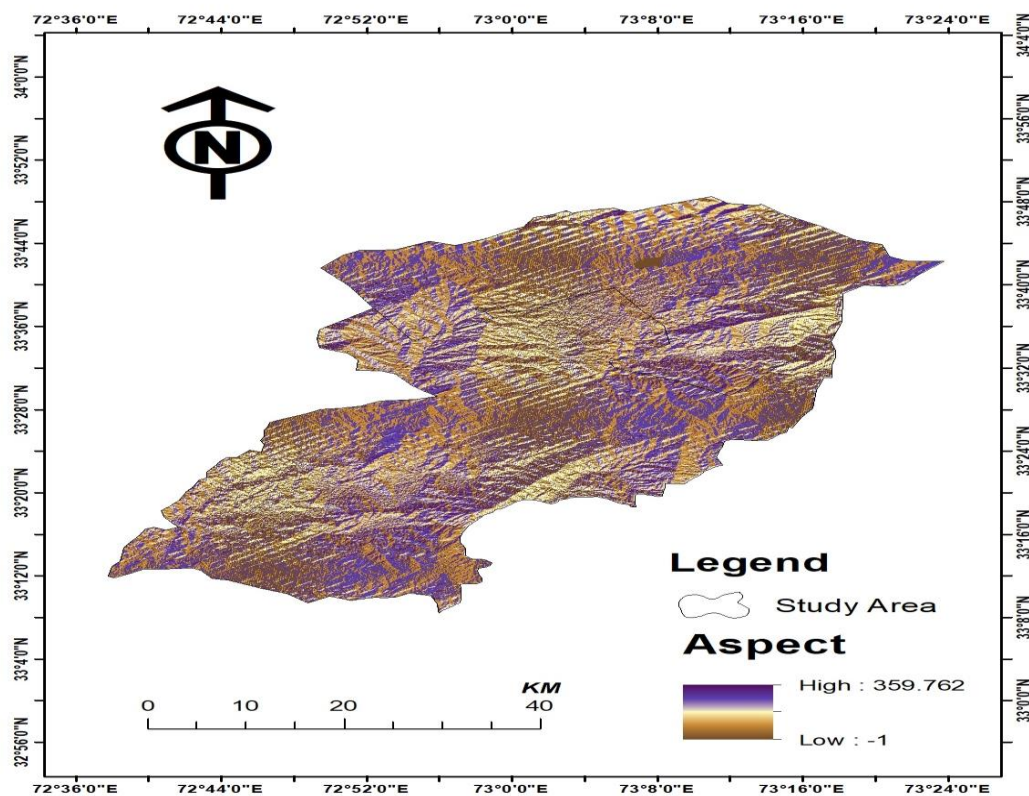 72°36'0"E 72°44'0"E 72°52'0"E 73°0'0"E 73°8'0"E 73°16'0"E 73°24'0"E
34°4'0"N
34°0'0"N
33°56'0"N
N
33°52'0"N
33°48'0"N
33°44'0"N
33°40'0"N
33°36'0"N
33°32'0"N
33°28'0"N
33°24'0"N
33°20'0"N
33°16'0"N
33°12'0"N
33°8'0"N
33°4'0"N
33°0'0"N
32°56'0"N
Legend
Study Area
Aspect
High : 359.762
Low : -1
KM
0 10 20 40
72°36'0"E 72°44'0"E 72°52'0"E 73°0'0"E 73°8'0"E 73°16'0"E 73°24'0"E